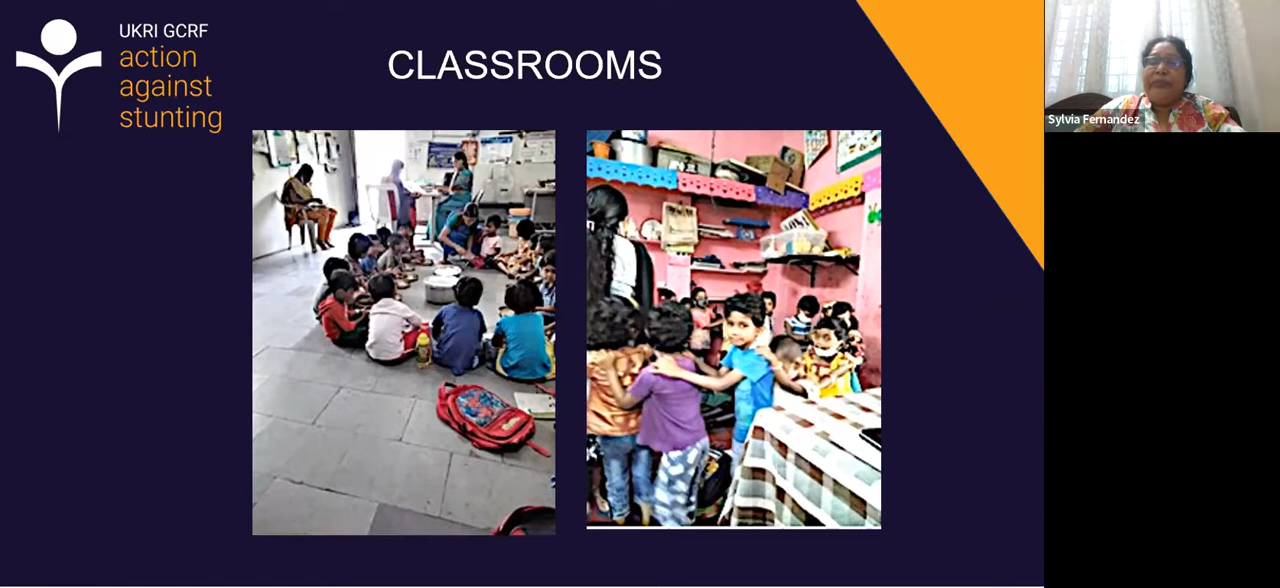 UKRI GCRF
action
against
stunting
CLASSROOMS
Sylvia Fernandez